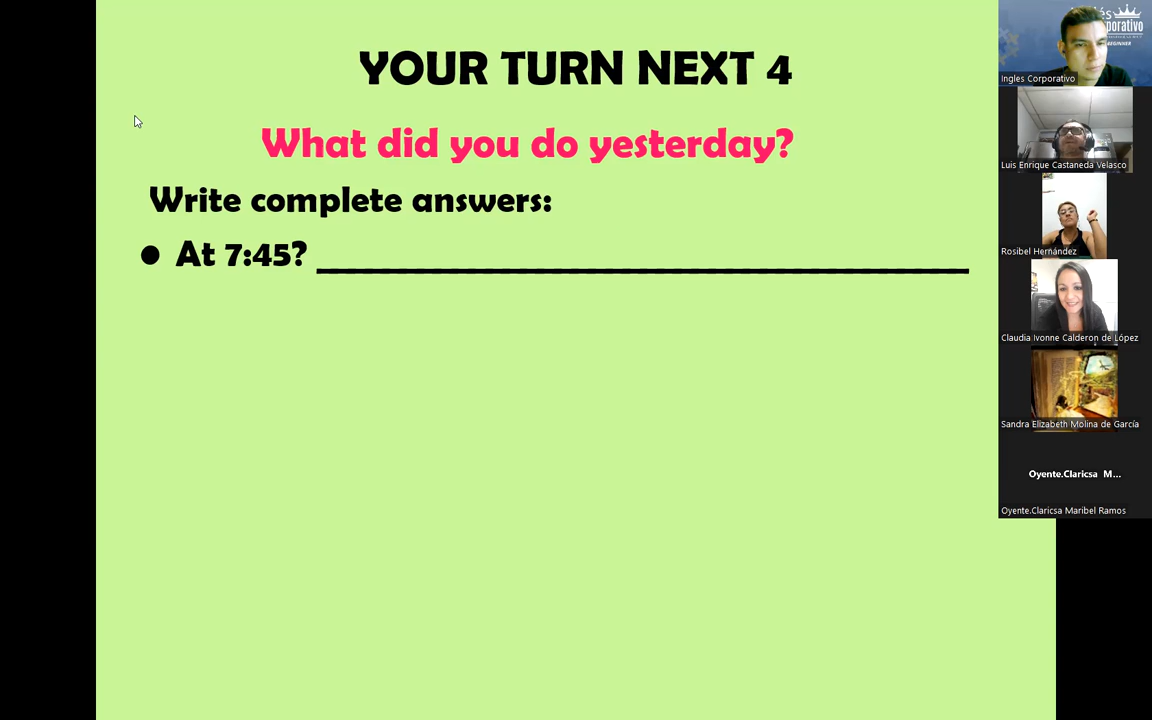 YOUR TURN NEXT 4
What did you do yesterday?
Write complete answers:
• At 7:45? ________________________________
Ingles Corporativo
Luis Enrique Castaneda Velasco
Rosibel Hernández
Claudia Ivonne Calderon de López
Sandra Elizabeth Molina de García
Oyente.Claricsa M...
Oyente.Claricsa Maribel Ramos